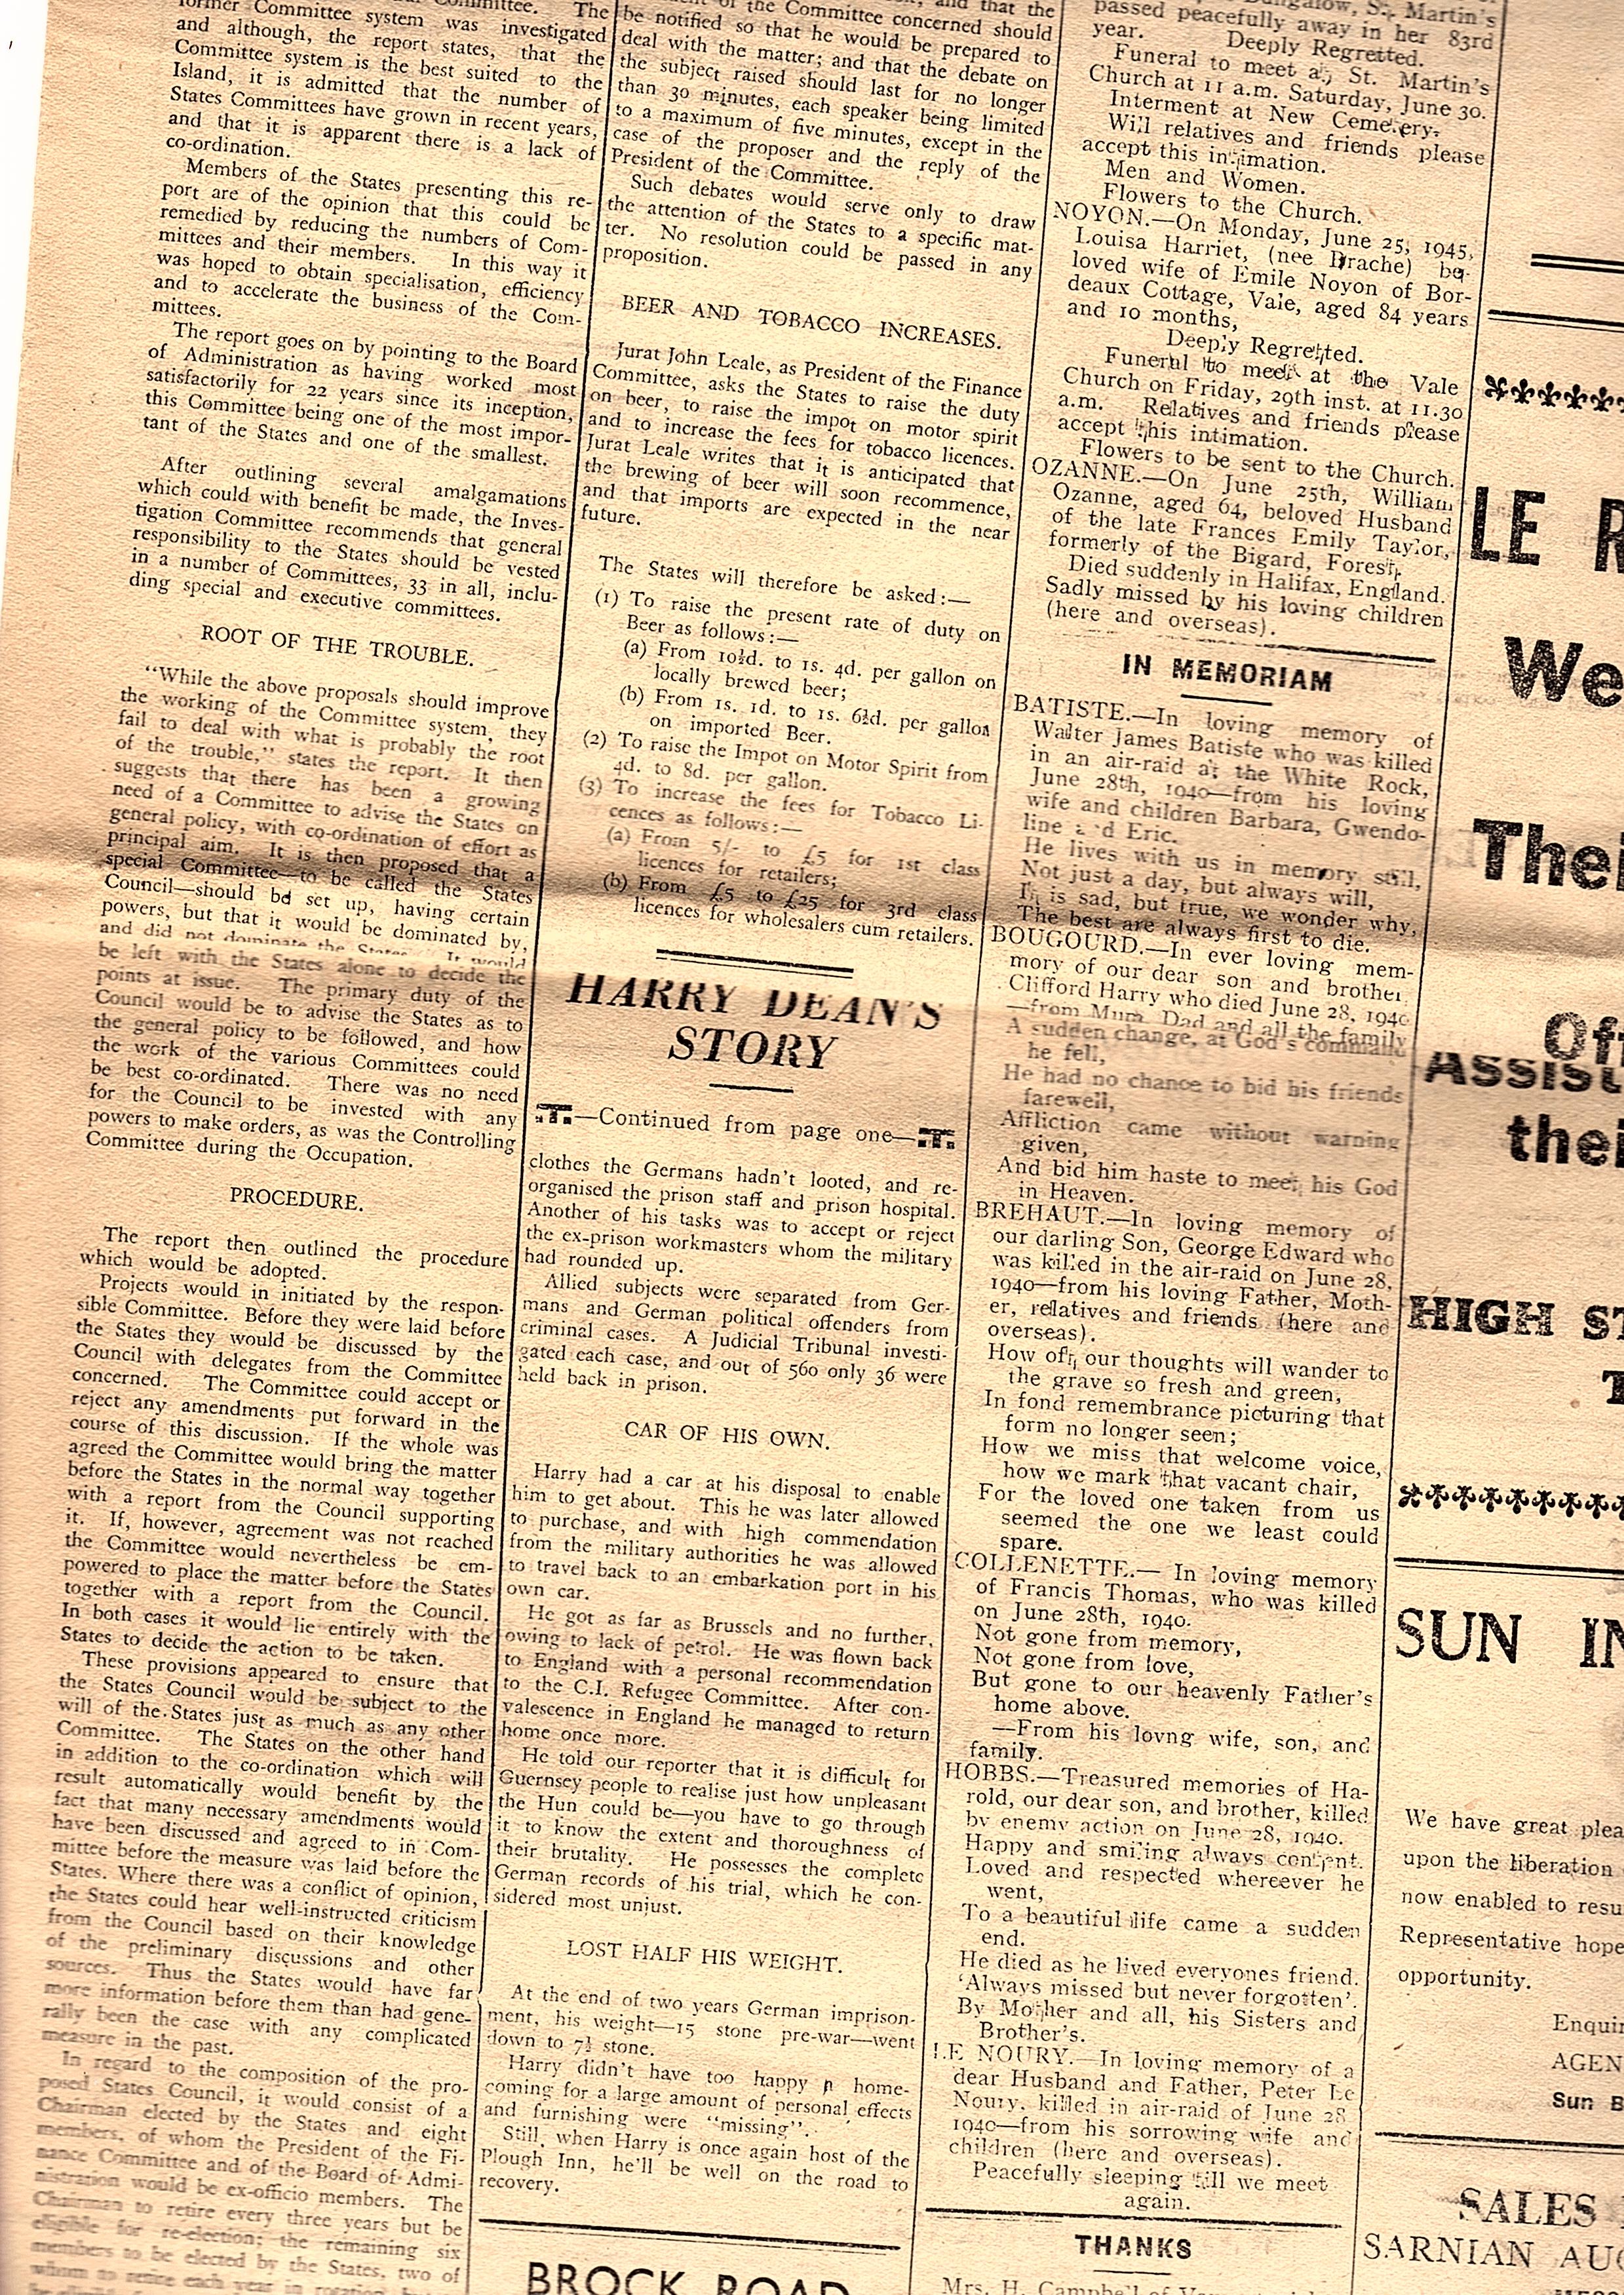 former Committee system was investigated
and although, the report states, that the
Committee system is the best suited to the
Island, it is admitted that the number of
States Committees have grown in recent years,
and that it is apparent there is a lack of
co-ordination.
Members of the States presenting this re-
port are of the opinion that this could be
remedied by reducing the numbers of Com-
mittees and their members. In this way it
was hoped to obtain specialisation, efficiency
and to accelerate the business of the Com-
mittees.
The report goes on by pointing to the Board
of Administration as having worked most
satisfactorily for 22 years since its inception,
this Committee being one of the most impor-
tant of the States and one of the smallest.
After outlining several amalgamations
which could with benefit be made, the Inves-
tigation Committee recommends that general
responsibility to the States should be vested
in a number of Committees, 33 in all, inclu-
ding special and executive committees.
ROOT OF THE TROUBLE.
"While the above proposals should improve
the working of the Committee system, they
fail to deal with what is probably the root
of the trouble," states the report. It then
suggests that there has been a growing
need of a Committee to advise the States on
general policy, with co-ordination of effort as
principal aim. It is then proposed that a
special Committee—to be called the States
Council—should be set up, having certain
powers, but that it would be dominated by,
and did not dominate the States. It would
be left with the States alone to decide the
points at issue. The primary duty of the
Council would be to advise the States as to
the general policy to be followed, and how
the work of the various Committees could
be best co-ordinated. There was no need
for the Council to be invested with any
powers to make orders, as was the Controlling
Committee during the Occupation.
PROCEDURE.
The report then outlined the procedure
which would be adopted.
Projects would in initiated by the respon-
sible Committee. Before they were laid before
the States they would be discussed by the
Council with delegates from the Committee
concerned. The Committee could accept or
reject any amendments put forward in the
course of this discussion. If the whole was
agreed the Committee would bring the matter
before the States in the normal way together
with a report from the Council supporting
it. If, however, agreement was not reached
the Committee would nevertheless be em-
powered to place the matter before the States
together with a report from the Council.
In both cases it would lie entirely with the
States to decide the action to be taken.
These provisions appeared to ensure that
the States Council would be subject to the
will of the States just as much as any other
Committee. The States on the other hand
in addition to the co-ordination which will
result automatically would benefit by the
fact that many necessary amendments would
have been discussed and agreed to in Com-
mittee before the measure was laid before the
States. Where there was a conflict of opinion,
the States could hear well-instructed criticism
from the Council based on their knowledge
of the preliminary discussions and other
sources. Thus the States would have far
more information before them than had gene-
rally been the case with any complicated
measure in the past.
In regard to the composition of the pro-
posed States Council, it would consist of a
Chairman elected by the States and eight
members, of whom the President of the Fi-
nance Committee and of the Board of Admi-
nistration would be ex-officio members. The
Chairman to retire every three years but be
eligible for re-election; the remaining six
members to be elected by the States, two of
whom to retire each year in rotation
of the Committee concerned should
be notified so that he would be prepared to
deal with the matter; and that the debate on
the subject raised should last for no longer
than 30 minutes, each speaker being limited
to a maximum of five minutes, except in the
case of the proposer and the reply of the
President of the Committee.
Such debates would serve only to draw
the attention of the States to a specific mat-
ter. No resolution could be passed in any
proposition.
BEER AND TOBACCO INCREASES.
Jurat John Leale, as President of the Finance
Committee, asks the States to raise the duty
on beer, to raise the impot on motor spirit
and to increase the fees for tobacco licences.
Jurat Leale writes that it is anticipated that
the brewing of beer will soon recommence,
and that imports are expected in the near
future.
The States will therefore be asked:—
(1) To raise the present rate of duty on
Beer as follows:—
(a) From 10½d. to 1s. 4d. per gallon on
locally brewed beer;
(b) From 1s. 1d. to 1s. 6½d. per gallon
on imported Beer.
(2) To raise the Impot on Motor Spirit from
4d. to 8d. per gallon.
(3) To increase the fees for Tobacco Li-
cences as follows:—
(a) From 5/- to £5 for 1st class
licences for retailers;
(b) From £5 to £25 for 3rd class
licences for wholesalers cum retailers.
HARRY DEAN'S
STORY
—Continued from page one—
clothes the Germans hadn't looted, and re-
organised the prison staff and prison hospital.
Another of his tasks was to accept or reject
the ex-prison workmasters whom the military
had rounded up.
Allied subjects were separated from Ger-
mans and German political offenders from
criminal cases. A Judicial Tribunal investi-
gated each case, and out of 560 only 36 were
held back in prison.
CAR OF HIS OWN.
Harry had a car at his disposal to enable
him to get about. This he was later allowed
to purchase, and with high commendation
from the military authorities he was allowed
to travel back to an embarkation port in his
own car.
He got as far as Brussels and no further,
owing to lack of petrol. He was flown back
to England with a personal recommendation
to the C.I. Refugee Committee. After con-
valescence in England he managed to return
home once more.
He told our reporter that it is difficult for
Guernsey people to realise just how unpleasant
the Hun could be—you have to go through
it to know the extent and thoroughness of
their brutality. He possesses the complete
German records of his trial, which he con-
sidered most unjust.
LOST HALF HIS WEIGHT.
At the end of two years German imprison-
ment, his weight—15 stone pre-war—went
down to 7½ stone.
Harry didn't have too happy a home-
coming for a large amount of personal effects
and furnishing were "missing".
Still, when Harry is once again host of the
Plough Inn, he'll be well on the road to
recovery.
BROCK ROAD
Bungalow, St. Martin's
passed peacefully away in her 83rd
year. Deeply Regretted.
Funeral to meet at St. Martin's
Church at 11 a.m. Saturday, June 30.
Interment at New Cemetery.
Will relatives and friends please
accept this intimation.
Men and Women.
Flowers to the Church.
NOYON.—On Monday, June 25, 1945,
Louisa Harriet, (nee Brache) be-
loved wife of Emile Noyon of Bor-
deaux Cottage, Vale, aged 84 years
and 10 months,
Deeply Regretted.
Funeral to meet at the Vale
Church on Friday, 29th inst. at 11.30
a.m. Relatives and friends please
accept this intimation.
Flowers to be sent to the Church.
OZANNE.—On June 25th, William
Ozanne, aged 64, beloved Husband
of the late Frances Emily Taylor,
formerly of the Bigard, Forest,
Died suddenly in Halifax, England.
Sadly missed by his loving children
(here and overseas).
IN MEMORIAM
BATISTE.—In loving memory of
Walter James Batiste who was killed
in an air-raid at the White Rock,
June 28th, 1940—from his loving
wife and children Barbara, Gwendo-
line and Eric.
He lives with us in memory still,
Not just a day, but always will,
It is sad, but true, we wonder why,
The best are always first to die.
BOUGOURD.—In ever loving mem-
mory of our dear son and brother
Clifford Harry who died June 28, 1940
—from Mum, Dad and all the family
A sudden change, at God's command
he fell,
He had no chance to bid his friends
farewell,
Affliction came without warning
given,
And bid him haste to meet his God
in Heaven.
BREHAUT.—In loving memory of
our darling Son, George Edward who
was killed in the air-raid on June 28,
1940—from his loving Father, Moth-
er, relatives and friends (here and
overseas).
How oft our thoughts will wander to
the grave so fresh and green,
In fond remembrance picturing that
form no longer seen;
How we miss that welcome voice,
how we mark that vacant chair,
For the loved one taken from us
seemed the one we least could
spare.
COLLENETTE.— In loving memory
of Francis Thomas, who was killed
on June 28th, 1940.
Not gone from memory,
Not gone from love,
But gone to our heavenly Father's
home above.
—From his lovng wife, son, and
family.
HOBBS.—Treasured memories of Ha-
rold, our dear son, and brother, killed
by enemy action on June 28, 1940.
Happy and smiling always content.
Loved and respected whereever he
went,
To a beautiful life came a sudden
end.
He died as he lived everyones friend.
'Always missed but never forgotten'.
By Mother and all, his Sisters and
Brother's.
LE NOURY.—In loving memory of a
dear Husband and Father, Peter Le
Noury, killed in air-raid of June 28
1940—from his sorrowing wife and
children (here and overseas).
Peacefully sleeping till we meet
again.
THANKS
Mrs. H. Campbell of
LE R
We
Thei
Off
Assist
thei
HIGH ST
T
SUN IN
We have great plea
upon the liberation
now enabled to resu
Representative hope
opportunity.
Enquir
AGEN
Sun B
SALES
SARNIAN AUC